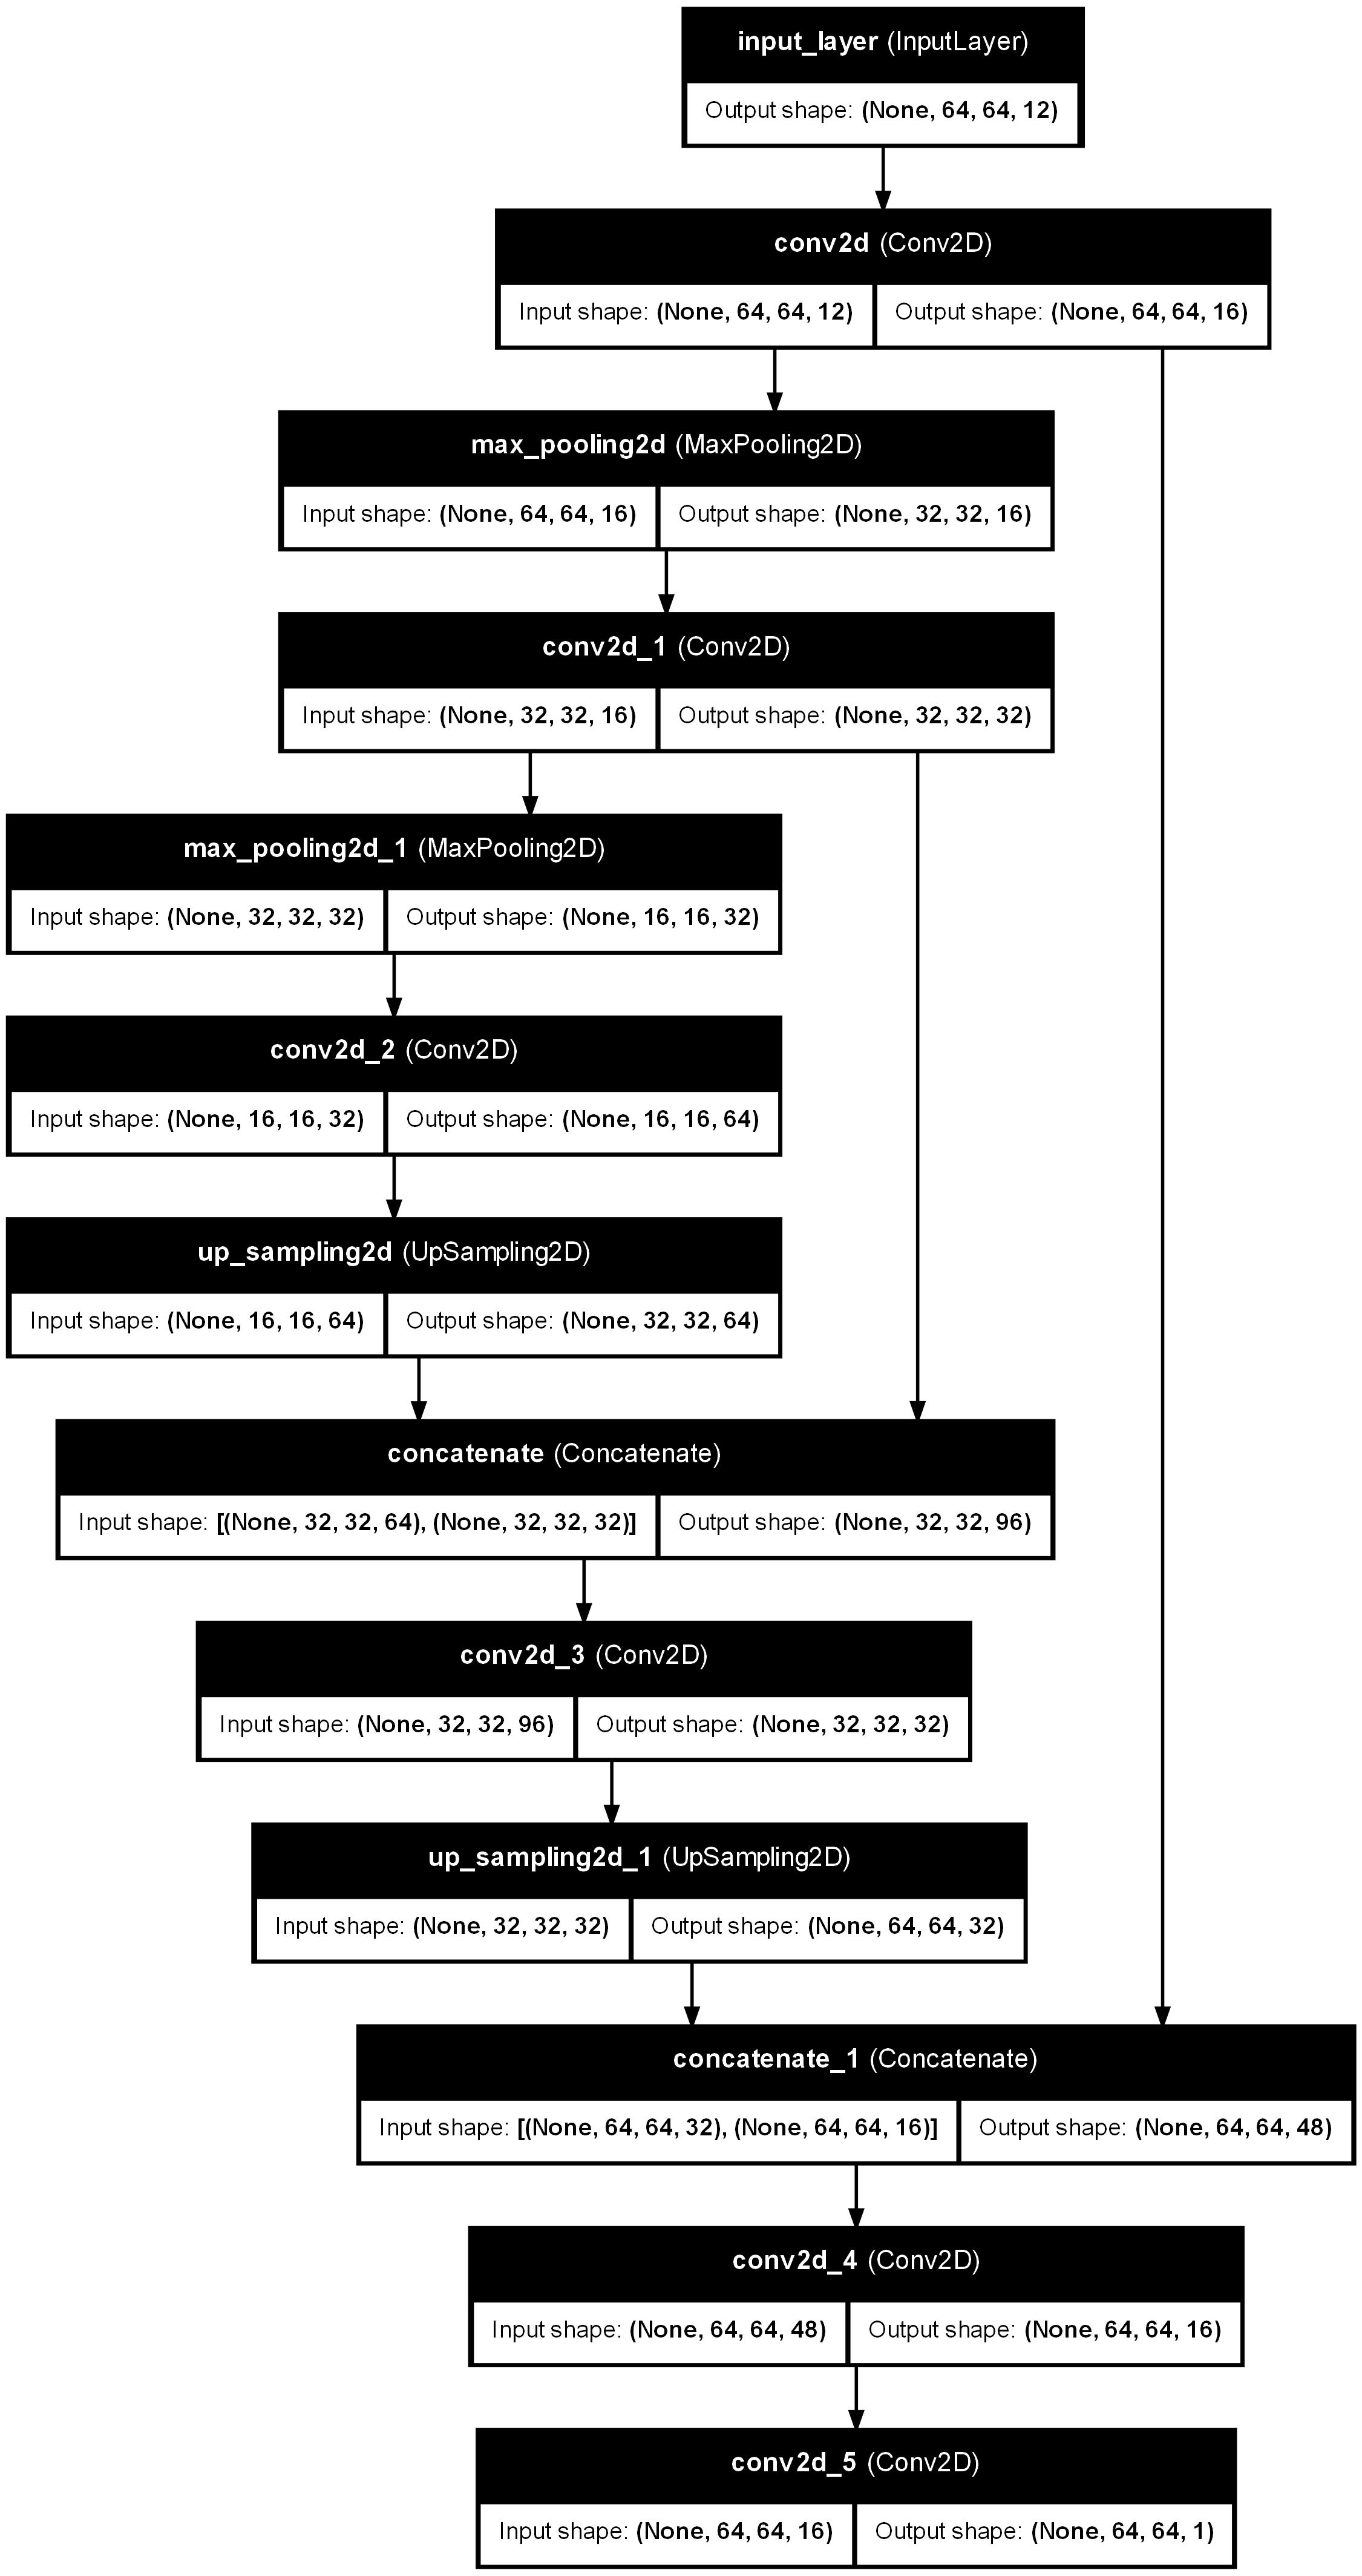 input_layer (InputLayer)
Output shape: (None, 64, 64, 12)
conv2d (Conv2D)
Input shape: (None, 64, 64, 12) Output shape: (None, 64, 64, 16)
max_pooling2d (MaxPooling2D)
Input shape: (None, 64, 64, 16) Output shape: (None, 32, 32, 16)
conv2d_1 (Conv2D)
Input shape: (None, 32, 32, 16) Output shape: (None, 32, 32, 32)
max_pooling2d_1 (MaxPooling2D)
Input shape: (None, 32, 32, 32) Output shape: (None, 16, 16, 32)
conv2d_2 (Conv2D)
Input shape: (None, 16, 16, 32) Output shape: (None, 16, 16, 64)
up_sampling2d (UpSampling2D)
Input shape: (None, 16, 16, 64) Output shape: (None, 32, 32, 64)
concatenate (Concatenate)
Input shape: [(None, 32, 32, 64), (None, 32, 32, 32)] Output shape: (None, 32, 32, 96)
conv2d_3 (Conv2D)
Input shape: (None, 32, 32, 96) Output shape: (None, 32, 32, 32)
up_sampling2d_1 (UpSampling2D)
Input shape: (None, 32, 32, 32) Output shape: (None, 64, 64, 32)
concatenate_1 (Concatenate)
Input shape: [(None, 64, 64, 32), (None, 64, 64, 16)] Output shape: (None, 64, 64, 48)
conv2d_4 (Conv2D)
Input shape: (None, 64, 64, 48) Output shape: (None, 64, 64, 16)
conv2d_5 (Conv2D)
Input shape: (None, 64, 64, 16) Output shape: (None, 64, 64, 1)